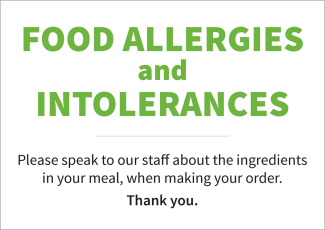 FOOD ALLERGIES
and
INTOLERANCES
Please speak to our staff about the ingredients
in your meal, when making your order.
Thank you.